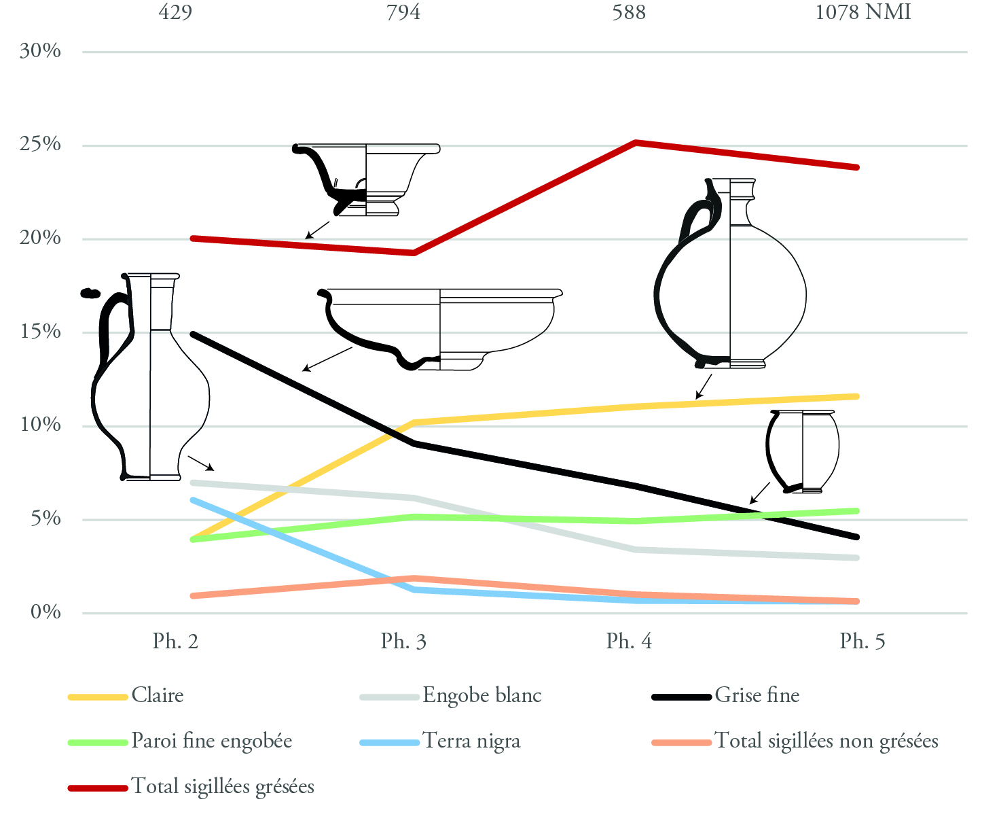 429 794 588 1078 NMI
30%
25%
20%
15%
10%
5%
0%
Ph. 2 Ph. 3 Ph. 4 Ph. 5
Claire Engobe blanc Grise fine
Paroi fine engobée Terra nigra Total sigillées non grésées
Total sigillées grésées